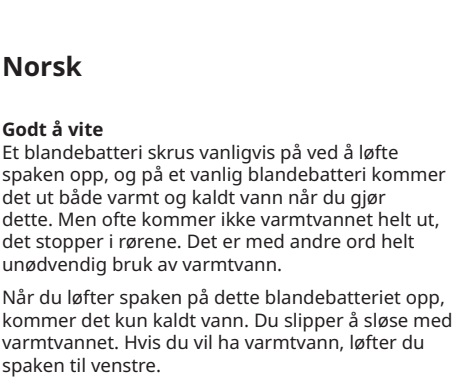 Norsk
Godt å vite
Et blandebatteri skrus vanligvis på ved å løfte
spaken opp, og på et vanlig blandebatteri kommer
det ut både varmt og kaldt vann når du gjør
dette. Men ofte kommer ikke varmtvannet helt ut,
det stopper i rørene. Det er med andre ord helt
unødvendig bruk av varmtvann.
Når du løfter spaken på dette blandebatteriet opp,
kommer det kun kaldt vann. Du slipper å sløse med
varmtvannet. Hvis du vil ha varmtvann, løfter du
spaken til venstre.